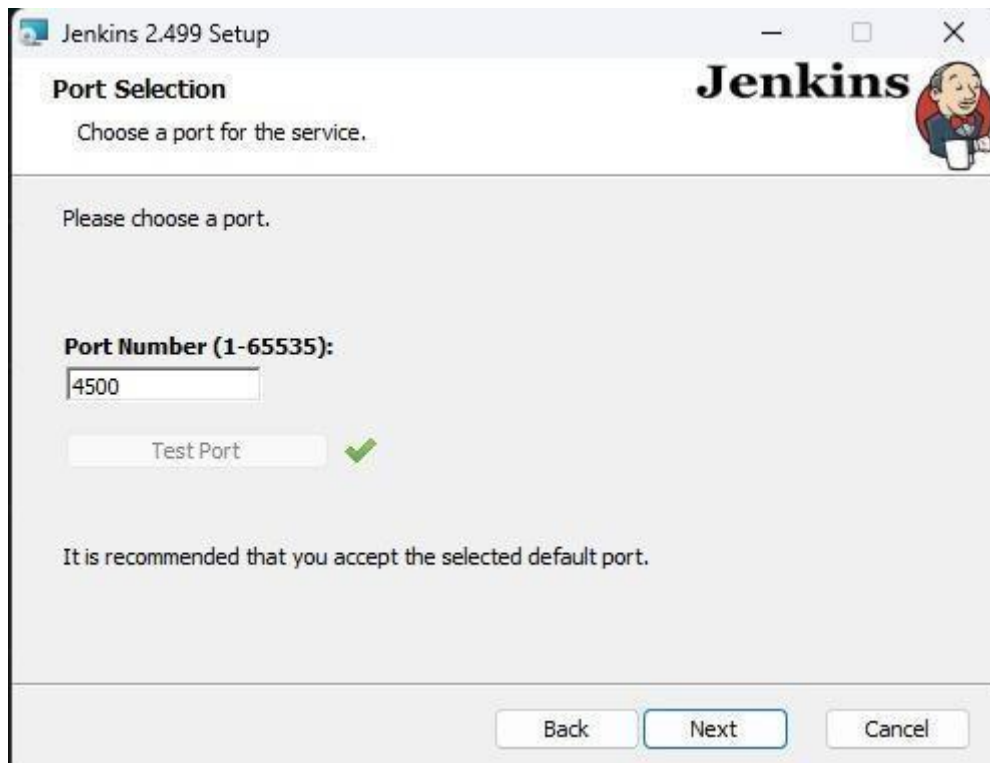 Jenkins 2.499 Setup
Port Selection
Jenkins
Choose a port for the service.
Please choose a port.
Port Number (1-65535):
4500
Test Port
It is recommended that you accept the selected default port.
Back Next Cancel